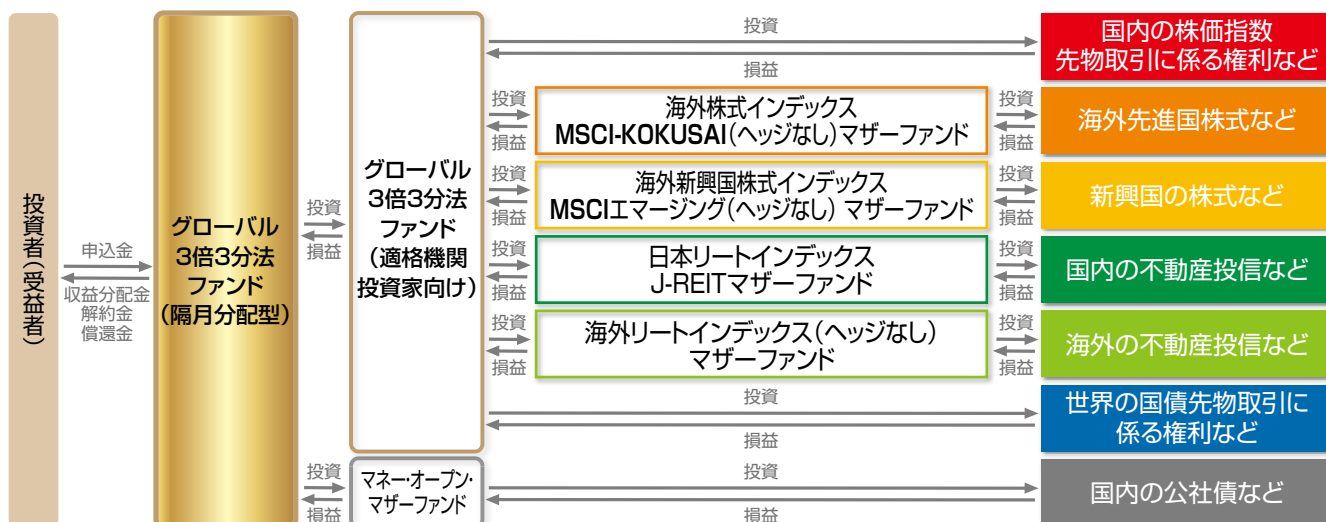 投資者（受益者）
申込金
収益分配金
解約金
償還金
グローバル
3倍3分法
ファンド
（隔月分配型）
投資
損益
グローバル
3倍3分法
ファンド
（適格機関
投資家向け）
投資
損益
国内の株価指数
先物取引に係る権利など
投資
損益
海外株式インデックス
MSCI-KOKUSAI（ヘッジなし）マザーファンド
投資
損益
海外先進国株式など
投資
損益
海外新興国株式インデックス
MSCIエマージング（ヘッジなし） マザーファンド
投資
損益
新興国の株式など
投資
損益
日本リートインデックス
J-REITマザーファンド
投資
損益
国内の不動産投信など
投資
損益
海外リートインデックス（ヘッジなし）
マザーファンド
投資
損益
海外の不動産投信など
投資
損益
世界の国債先物取引に
係る権利など
投資
損益
マネー・オープン・
マザーファンド
投資
損益
国内の公社債など